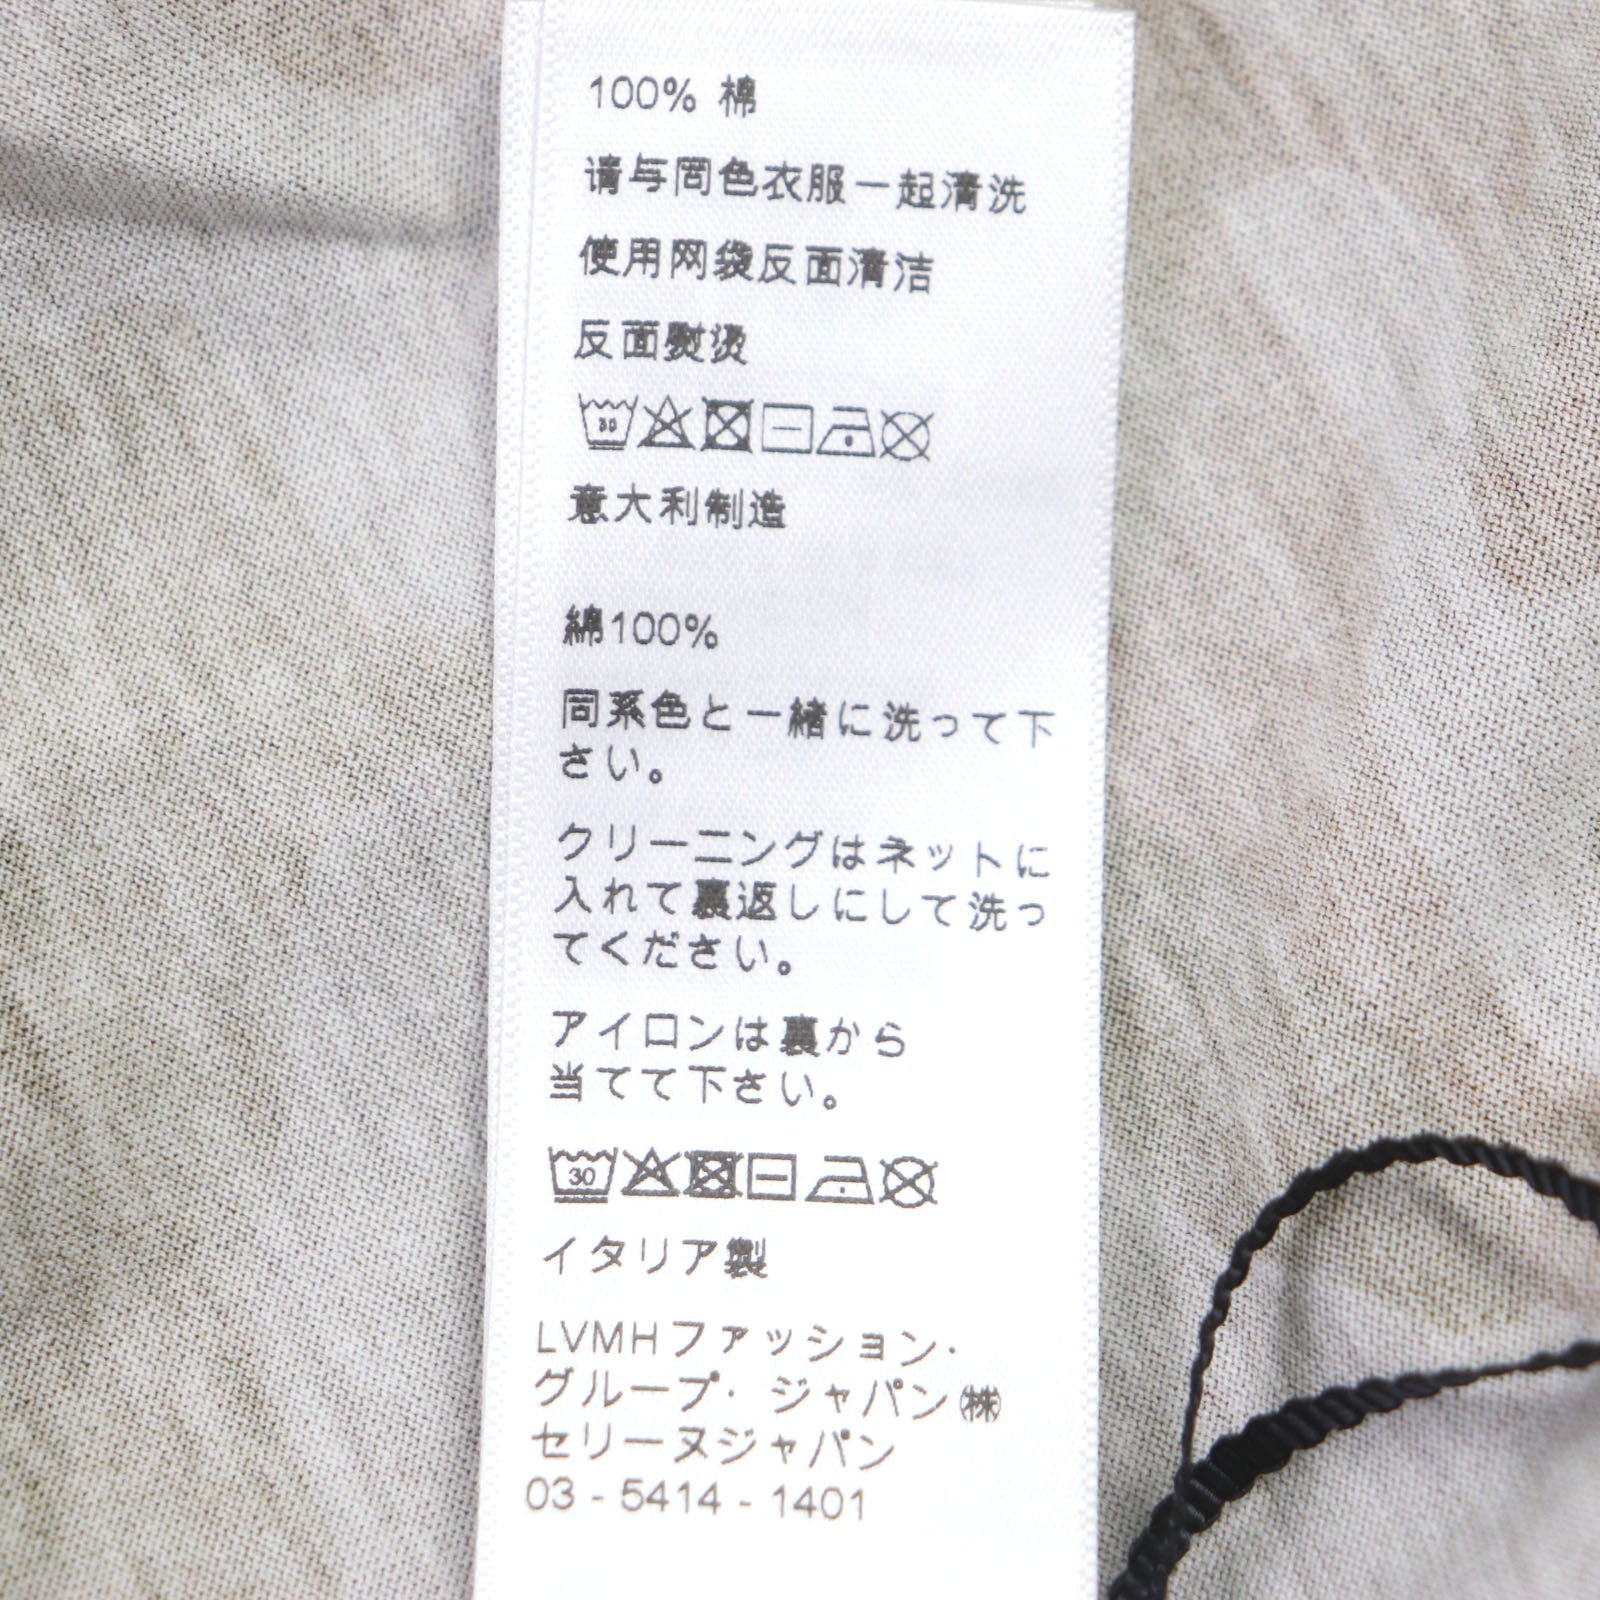 100% 棉
请与同色衣服一起清洗
使用网袋反面清洁
反面熨烫
30
意大利制造
綿100%
同系色と一緒に洗って下
さい。
クリーニングはネットに
入れて裏返しにして洗っ
てください。
アイロンは裏から
当てて下さい。
30
イタリア製
LVMHファッション·
グループ· ジャパン㈱
セリーヌジャパン
03 - 5414 - 1401